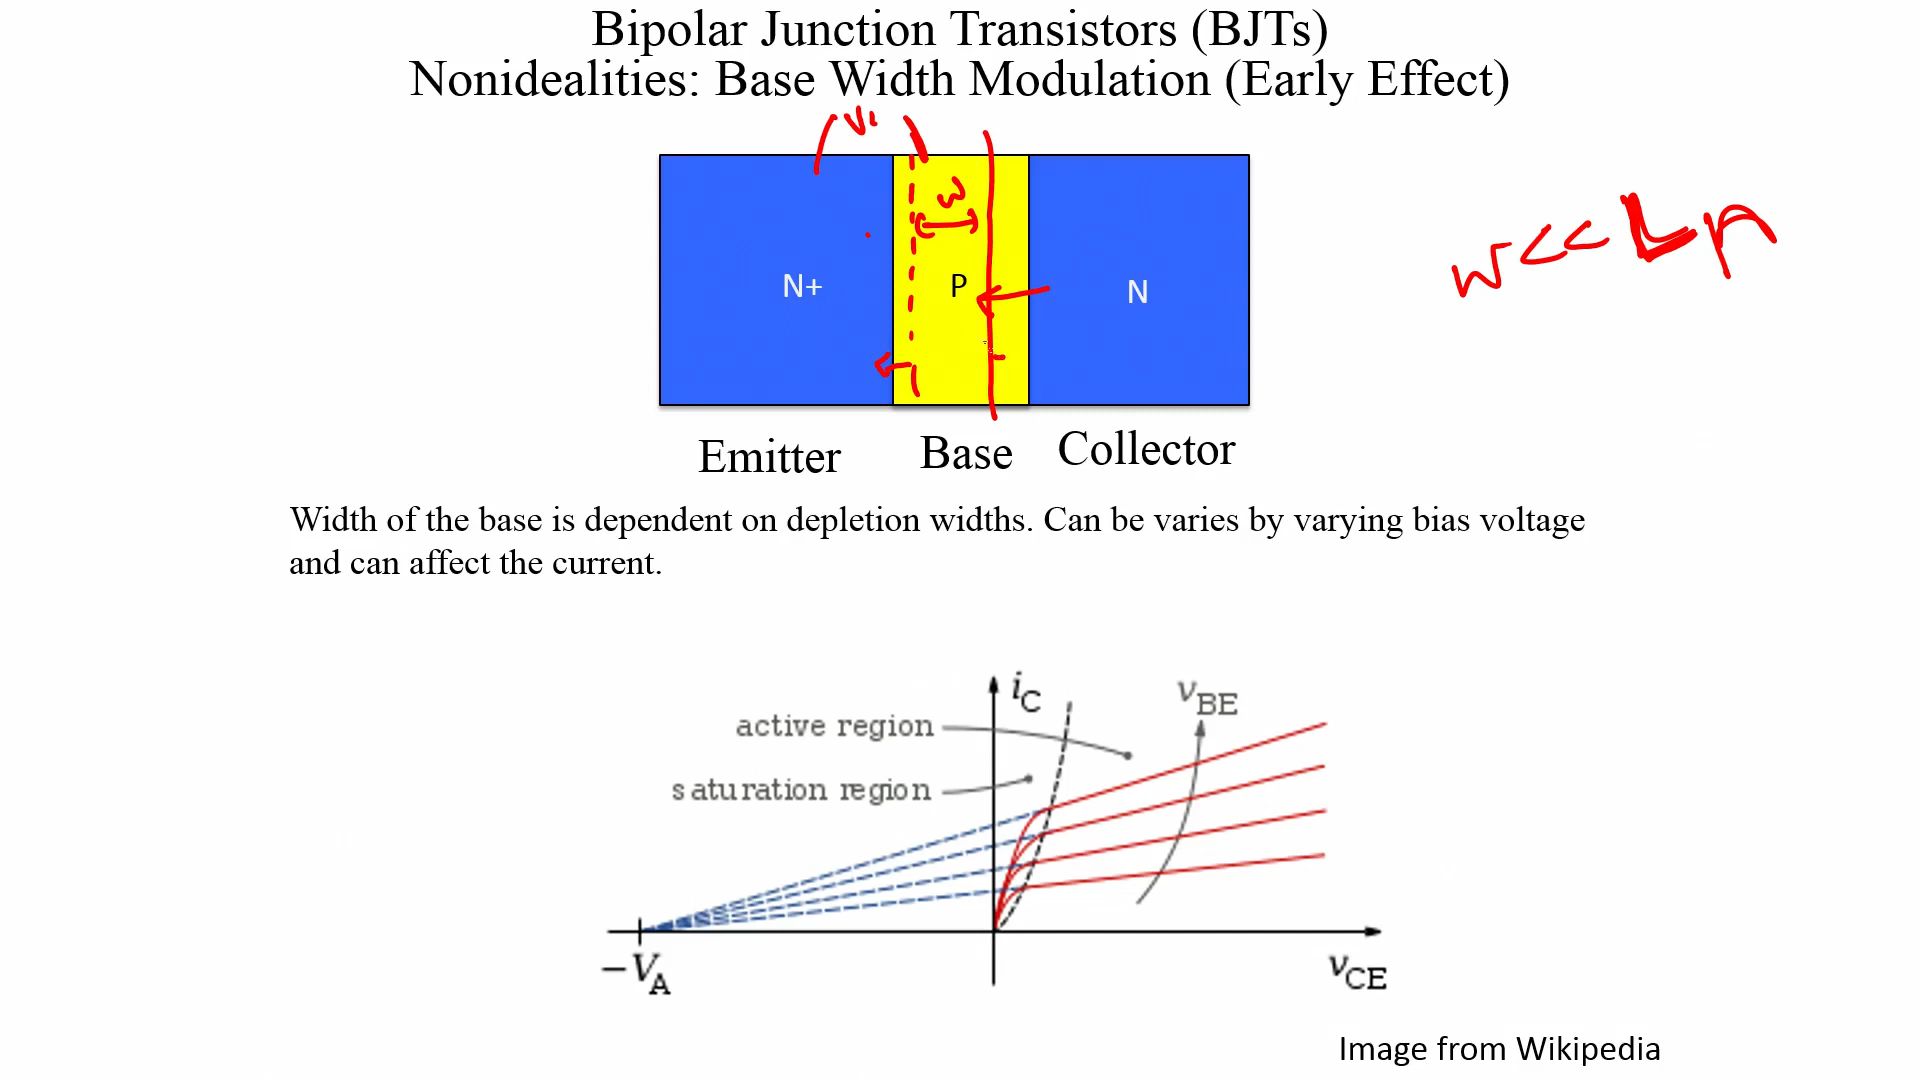 Bipolar Junction Transistors (BJTs)
Nonidealities: Base Width Modulation (Early Effect)
W
W<<Lp
N+
P
N
Emitter
Base
Collector
Width of the base is dependent on depletion widths. Can be varies by varying bias voltage
and can affect the current.
iC
vBE
active region
saturation region
−VA
vCE
Image from Wikipedia